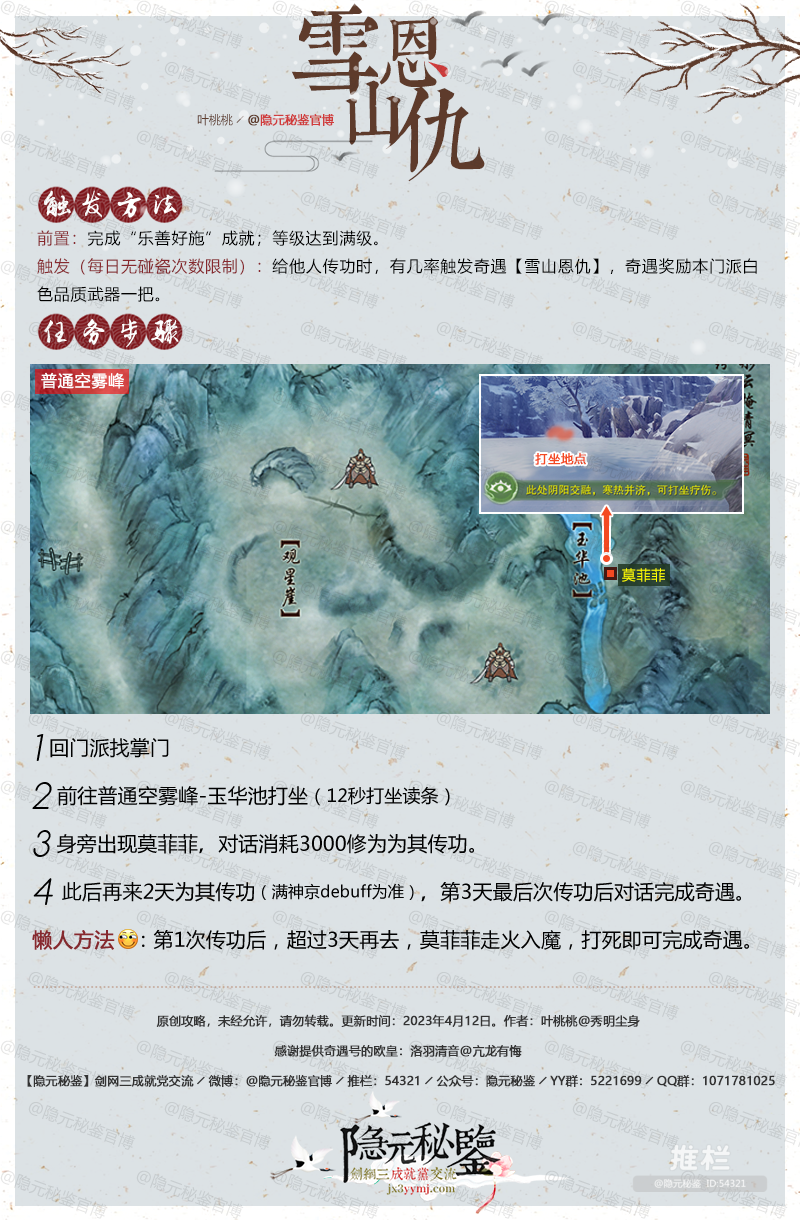 雪山恩仇
叶桃桃／@隐元秘鉴官博
触发方法
前置：完成“乐善好施”成就；等级达到满级。
触发（每日无碰瓷次数限制）：给他人传功时，有几率触发奇遇【雪山恩仇】，奇遇奖励本门派白
色品质武器一把。
任务步骤
普通空雾峰
打坐地点
此处阴阳交融，寒热并济，可打坐疗伤。
【观星崖】
【玉华池】
莫菲菲
1 回门派找掌门
2 前往普通空雾峰-玉华池打坐（12秒打坐读条）
3 身旁出现莫菲菲，对话消耗3000修为为其传功。
4 此后再来2天为其传功（满神京debuff为准），第3天最后次传功后对话完成奇遇。
懒人方法：第1次传功后，超过3天再去，莫菲菲走火入魔，打死即可完成奇遇。
原创攻略，未经允许，请勿转载。更新时间：2023年4月12日。作者：叶桃桃@秀明尘身
感谢提供奇遇号的欧皇：洛羽清音@亢龙有悔
【隐元秘鉴】剑网三成就党交流／微博：@隐元秘鉴官博／推栏：54321／公众号：隐元秘鉴／YY群：5221699／QQ群：1071781025
隐元秘鑒
劍網三成就黨交流
jx3yymj.com
推栏
@隐元秘鉴 ID:54321